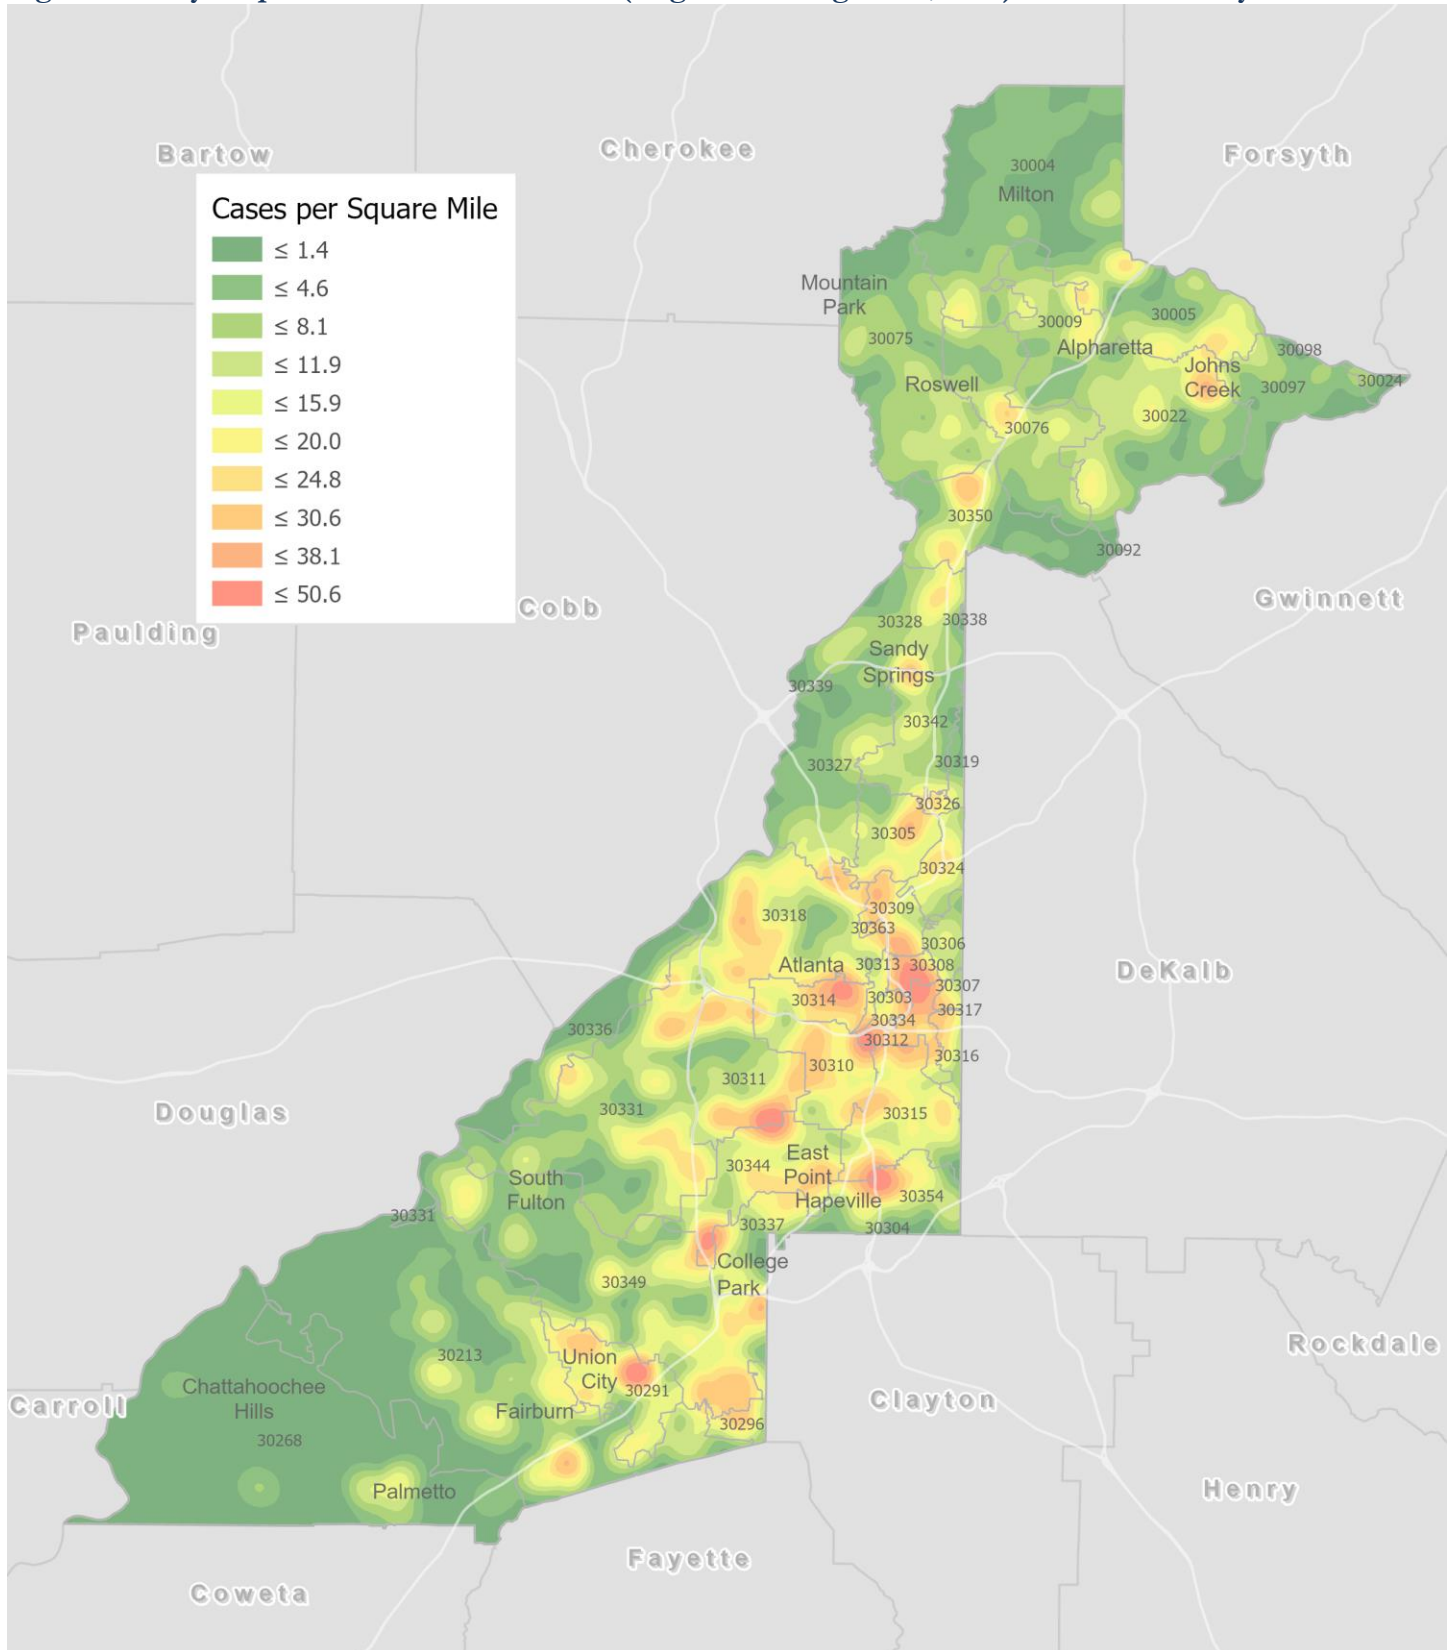 Bartow
Cherokee
Forsyth
Cases per Square Mile
≤ 1.4
≤ 4.6
≤ 8.1
≤ 11.9
≤ 15.9
≤ 20.0
≤ 24.8
≤ 30.6
≤ 38.1
≤ 50.6
30004
Milton
Mountain
Park
30075
30009
30005
Alpharetta
30098
Johns
Creek
30097
30024
Roswell
30022
30076
30350
30092
Paulding
Cobb
Gwinnett
30328
30338
Sandy
Springs
30339
30342
30327
30319
30326
30305
30324
30318
30309
30363
30306
Atlanta
30313
30308
DeKalb
30307
30314
30303
30317
30334
30336
30312
30316
30310
30311
Douglas
30331
30315
East
Point
30344
South
Fulton
Hapeville
30354
30331
30337
30304
College
Park
30349
Rockdale
30213
Union
City
30291
Chattahoochee
Hills
Carroll
Clayton
Fairburn
30296
30268
Palmetto
Henry
Fayette
Coweta